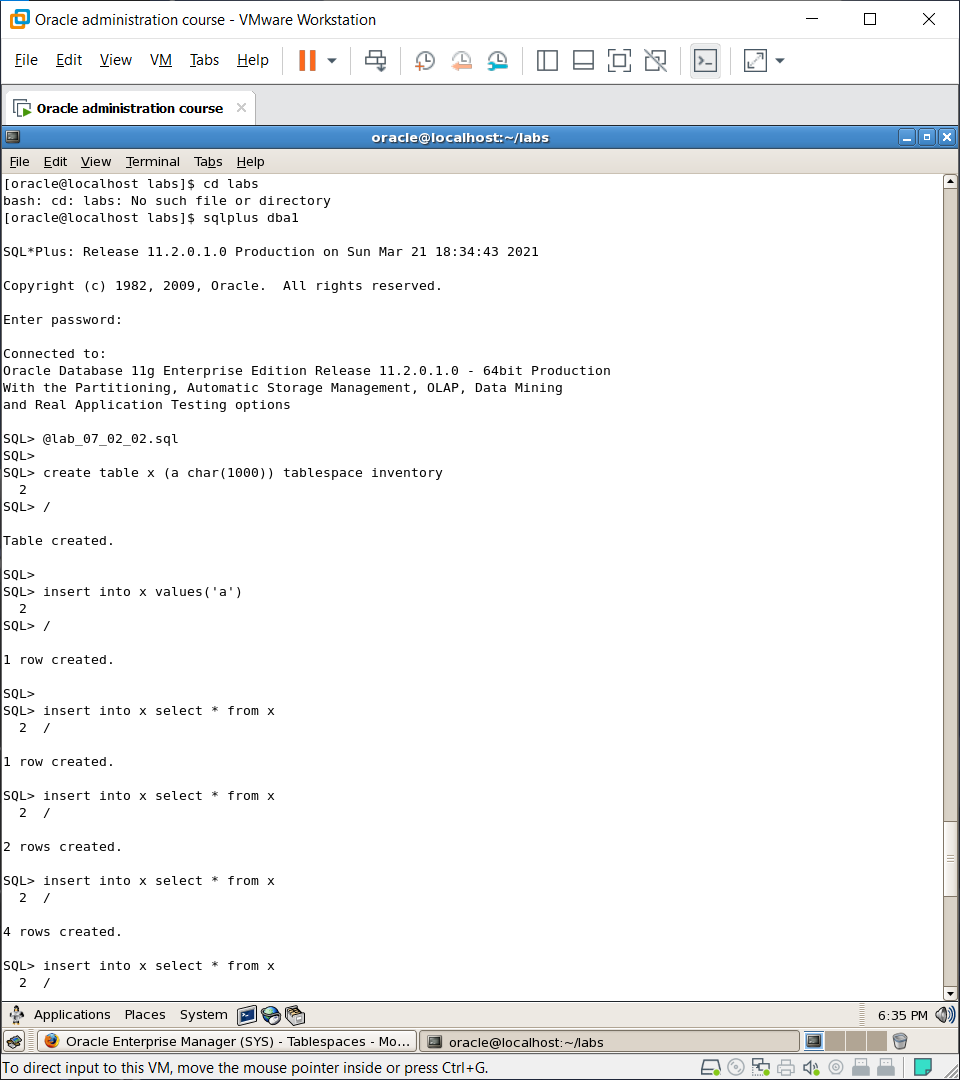 Oracle administration course - VMware Workstation
File Edit View VM Tabs Help
Oracle administration course
oracle@localhost:~/labs
File Edit View Terminal Tabs Help
[oracle@localhost labs]$ cd labs
bash: cd: labs: No such file or directory
[oracle@localhost labs]$ sqlplus dba1
SQL*Plus: Release 11.2.0.1.0 Production on Sun Mar 21 18:34:43 2021
Copyright (c) 1982, 2009, Oracle.  All rights reserved.
Enter password:
Connected to:
Oracle Database 11g Enterprise Edition Release 11.2.0.1.0 - 64bit Production
With the Partitioning, Automatic Storage Management, OLAP, Data Mining
and Real Application Testing options
SQL> @lab_07_02_02.sql
SQL>
SQL> create table x (a char(1000)) tablespace inventory
  2
SQL> /
Table created.
SQL>
SQL> insert into x values('a')
  2
SQL> /
1 row created.
SQL>
SQL> insert into x select * from x
  2  /
1 row created.
SQL> insert into x select * from x
  2  /
2 rows created.
SQL> insert into x select * from x
  2  /
4 rows created.
SQL> insert into x select * from x
  2  /
Applications Places System 6:35 PM
Oracle Enterprise Manager (SYS) - Tablespaces - Mo... oracle@localhost:~/labs
To direct input to this VM, move the mouse pointer inside or press Ctrl+G.